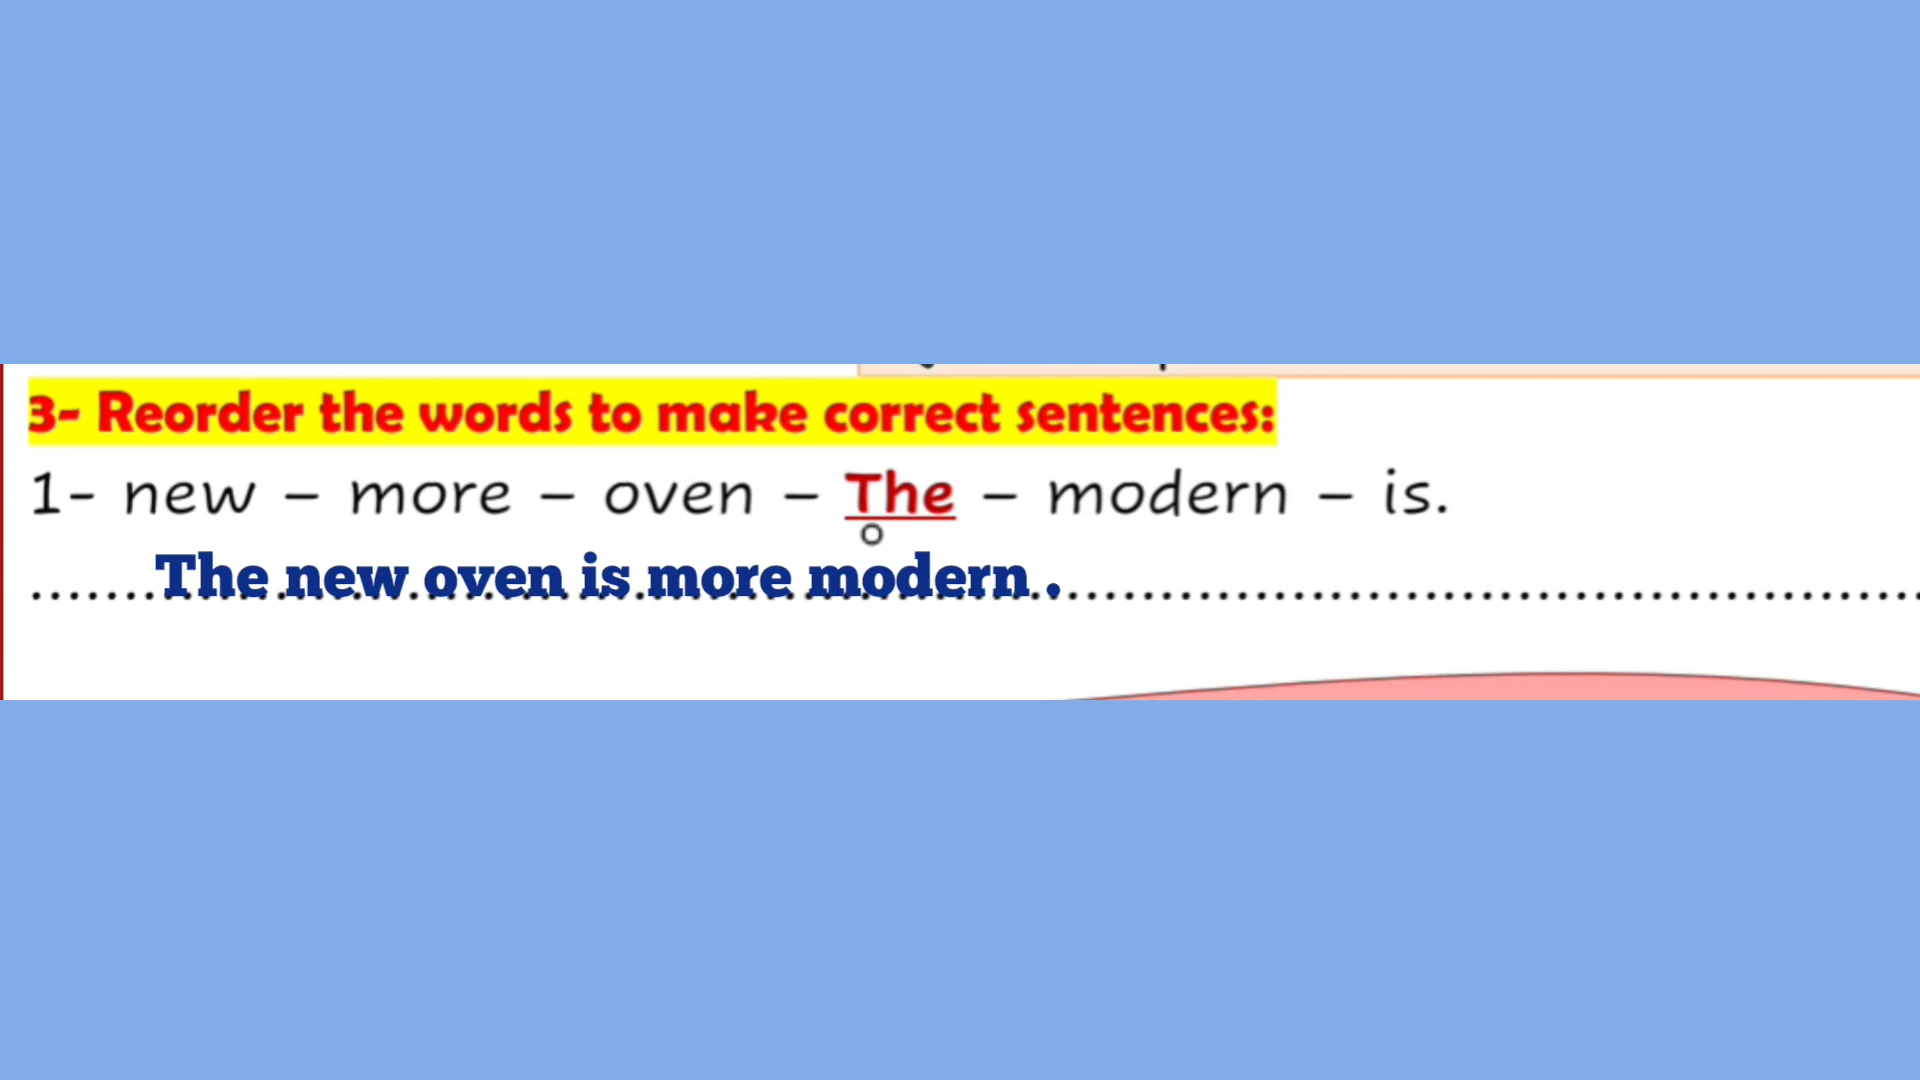 3- Reorder the words to make correct sentences:
1- new – more – oven – The – modern – is.
.......The new oven is more modern .............................................